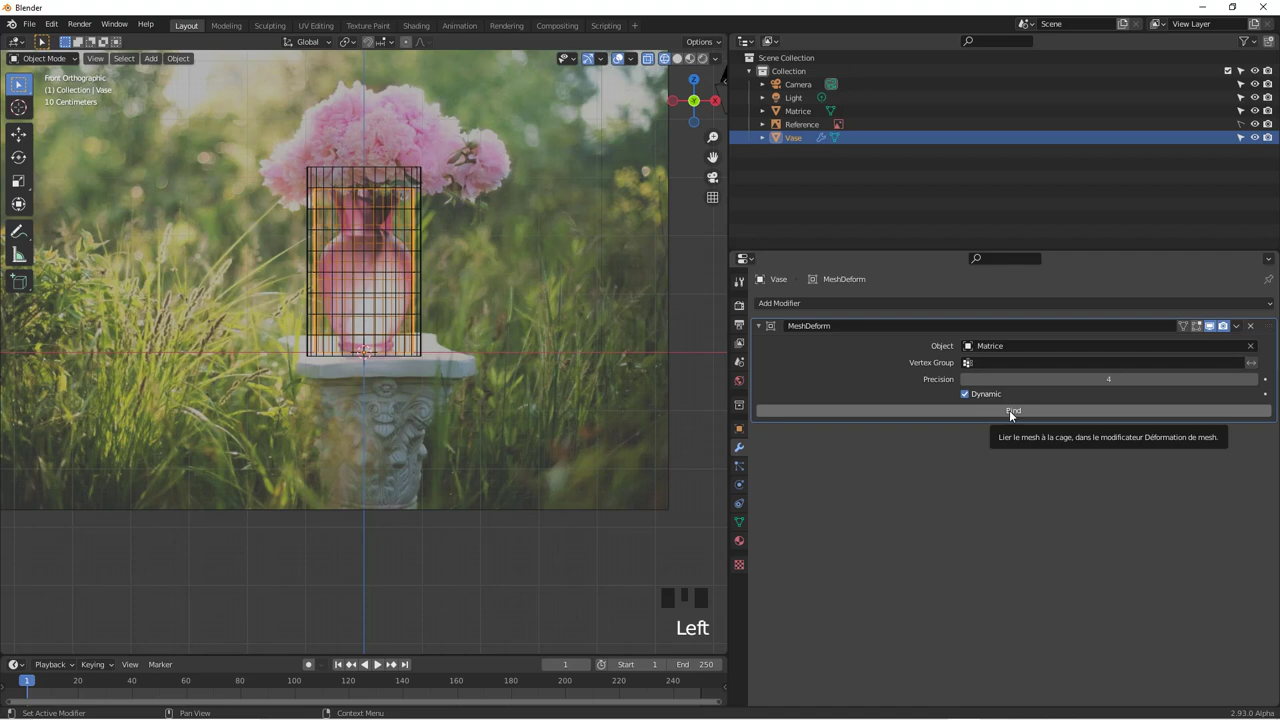 Blender
File Edit Render Window Help
Layout Modeling Sculpting UV Editing Texture Paint Shading Animation Rendering Compositing Scripting +
Scene
View Layer
Global
Options
Object Mode View Select Add Object
Front Orthographic
(1) Collection | Vase
10 Centimeters
Z
Y
X
Scene Collection
Collection
Camera
Light
Matrice
Reference
Vase
Vase MeshDeform
Add Modifier
MeshDeform
Object Matrice
Vertex Group
Precision 4
Dynamic
Bind
Lier le mesh à la cage, dans le modificateur Déformation de mesh.
Left
Playback Keying View Marker
1 Start 1 End 250
1 20 40 60 80 100 120 140 160 180 200 220 240
Set Active Modifier Pan View Context Menu 2.93.0 Alpha